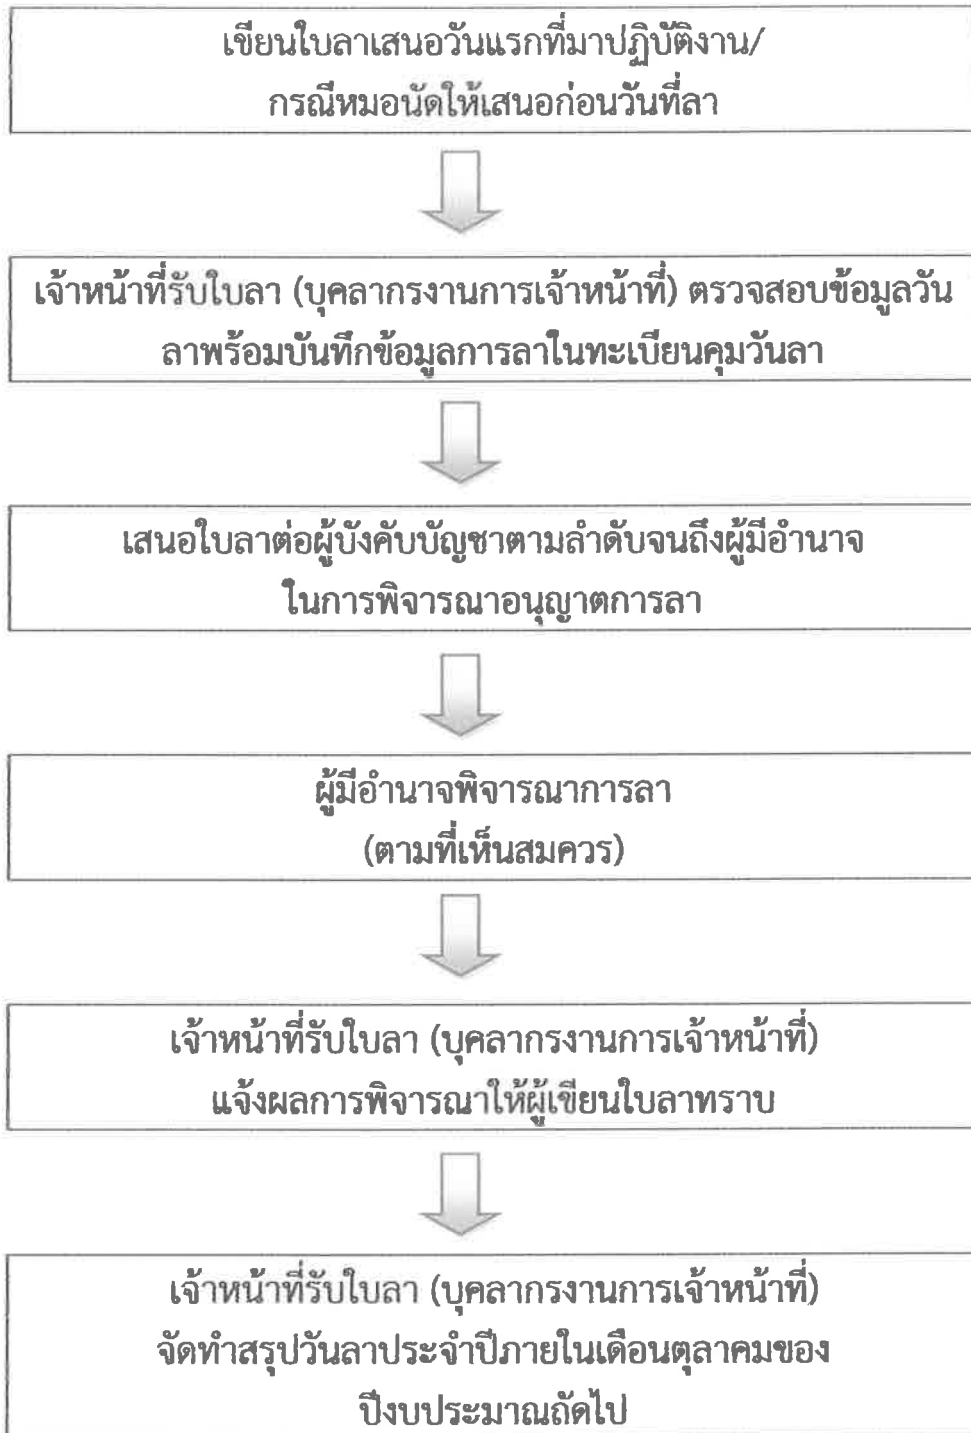 เขียนใบลาเสนอวันแรกที่มาปฏิบัติงาน/
กรณีหมอนัดให้เสนอก่อนวันที่ลา
เจ้าหน้าที่รับใบลา (บุคลากรงานการเจ้าหน้าที่) ตรวจสอบข้อมูลวัน
ลาพร้อมบันทึกข้อมูลการลาในทะเบียนคุมวันลา
เสนอใบลาต่อผู้บังคับบัญชาตามลำดับจนถึงผู้มีอำนาจ
ในการพิจารณาอนุญาตการลา
ผู้มีอำนาจพิจารณาการลา
(ตามที่เห็นสมควร)
เจ้าหน้าที่รับใบลา (บุคลากรงานการเจ้าหน้าที่)
แจ้งผลการพิจารณาให้ผู้เขียนใบลาทราบ
เจ้าหน้าที่รับใบลา (บุคลากรงานการเจ้าหน้าที่)
จัดทำสรุปวันลาประจำปีภายในเดือนตุลาคมของ
ปีงบประมาณถัดไป